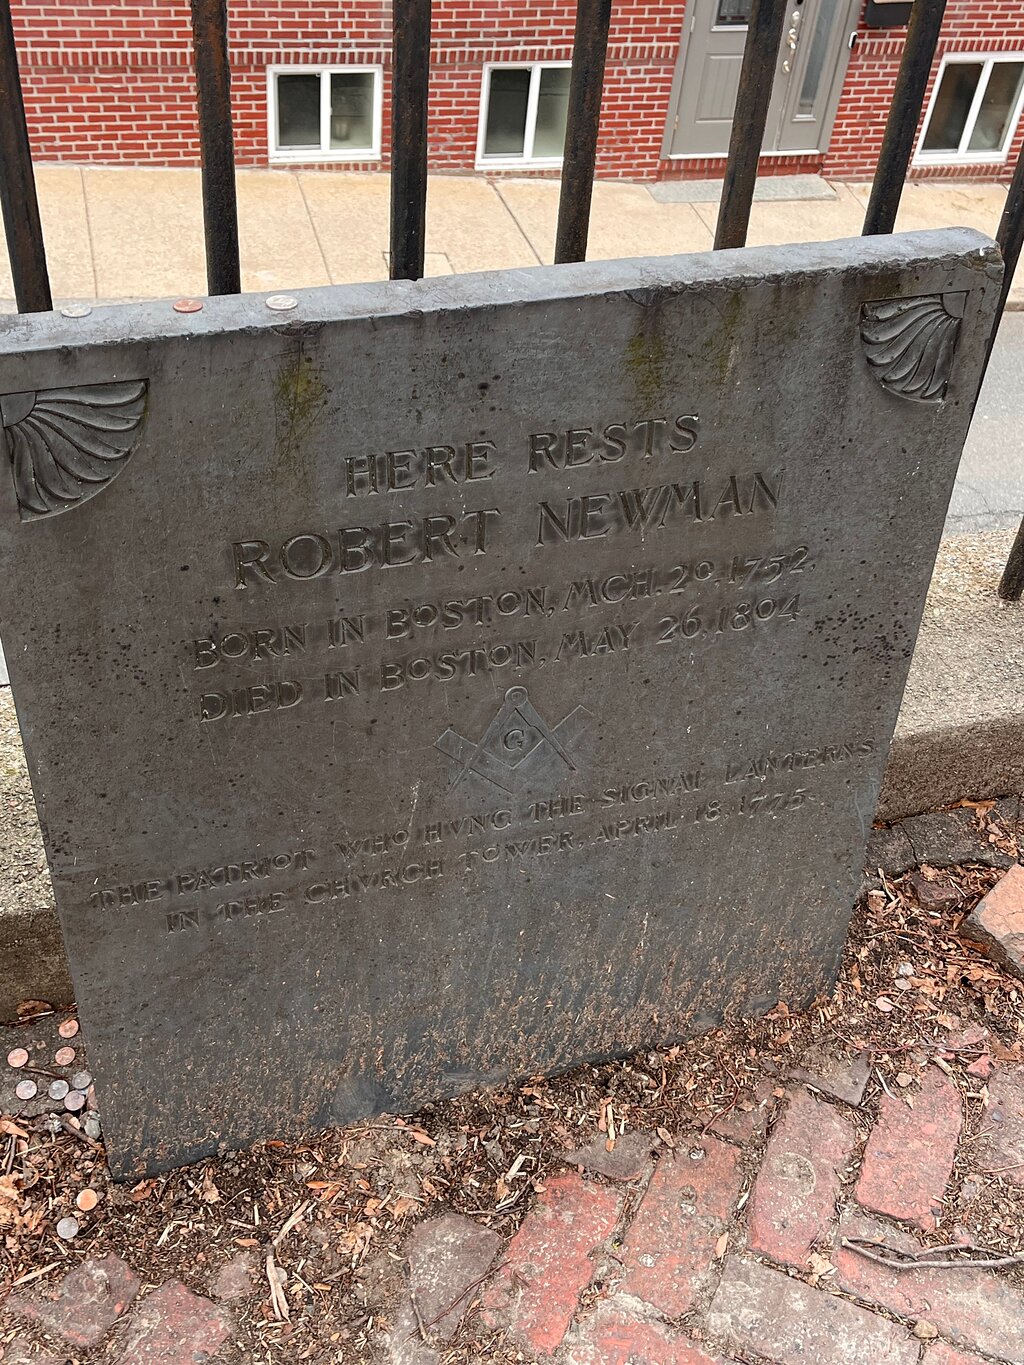 HERE RESTS
ROBERT NEWMAN
BORN IN BOSTON, MCH. 20, 1752,
DIED IN BOSTON, MAY 26, 1804
G
THE PATRIOT WHO HVNG THE SIGNAL LANTERNS
IN THE CHVRCH TOWER, APRIL 18, 1775.